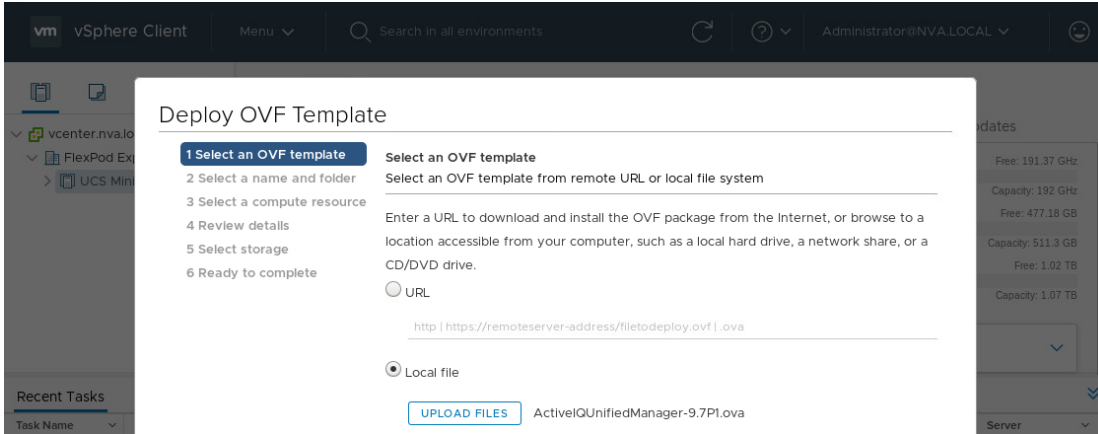 vm vSphere Client Menu Search in all environments Administrator@NVA.LOCAL
Deploy OVF Template
vcenter.nva.lo
FlexPod Exp
UCS Mini
1 Select an OVF template
2 Select a name and folder
3 Select a compute resource
4 Review details
5 Select storage
6 Ready to complete
Select an OVF template
Select an OVF template from remote URL or local file system
Enter a URL to download and install the OVF package from the Internet, or browse to a
location accessible from your computer, such as a local hard drive, a network share, or a
CD/DVD drive.
URL
http | https://remoteserver-address/filetodeploy.ovf | .ova
Local file
UPLOAD FILES ActiveIQUnifiedManager-9.7P1.ova
dates
Free: 191.37 GHz
Capacity: 192 GHz
Free: 477.18 GB
Capacity: 511.3 GB
Free: 1.02 TB
Capacity: 1.07 TB
Recent Tasks
Task Name
Server